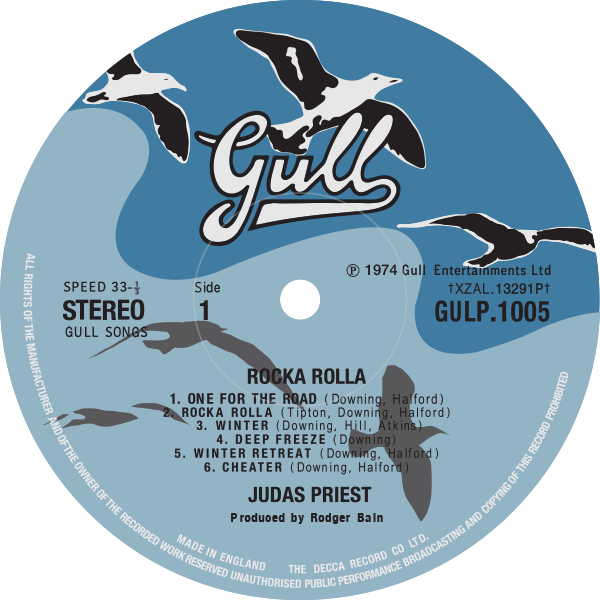 Gull
℗ 1974 Gull Entertainments Ltd
SPEED 33-⅓
Side
†XZAL.13291P†
STEREO
1
GULP.1005
GULL SONGS
ROCKA ROLLA
1. ONE FOR THE ROAD (Downing, Halford)
2. ROCKA ROLLA (Tipton, Downing, Halford)
3. WINTER (Downing, Hill, Atkins)
4. DEEP FREEZE (Downing)
5. WINTER RETREAT (Downing, Halford)
6. CHEATER (Downing, Halford)
JUDAS PRIEST
Produoed by Rodger Baln
MADE IN ENGLAND THE DECCA RECORD CO LTD.
ALL RIGHTS OF THE MANUFACTURER AND OF THE OWNER OF THE RECORDED WORK RESERVED UNAUTHORISED PUBLIC PERFORMANCE BROADCASTING AND COPYING OF THIS RECORD PROHIBITED